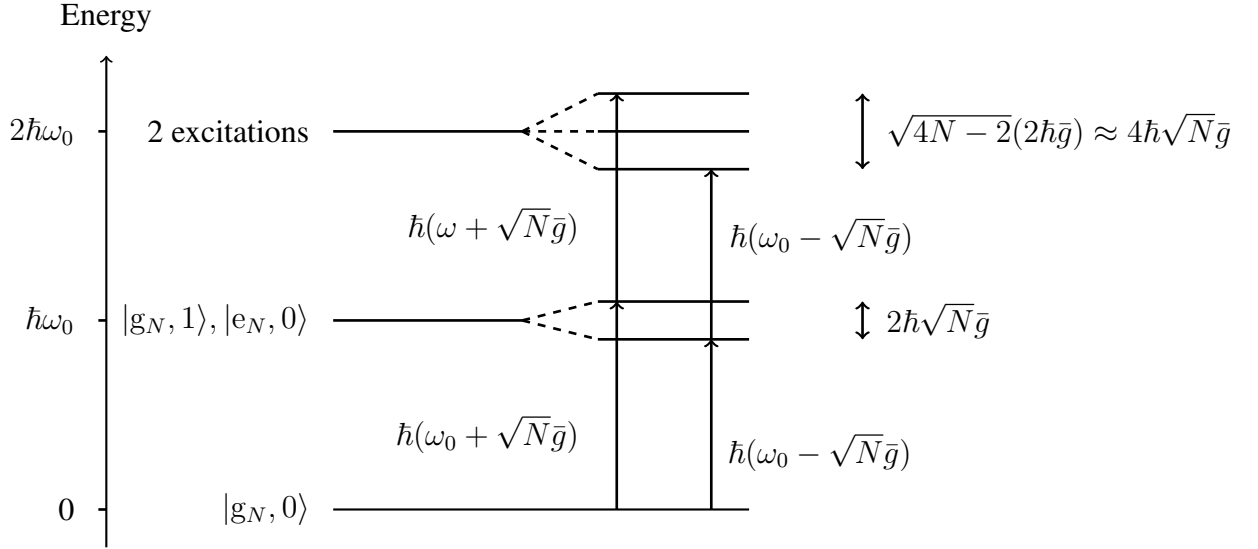 Energy
2ℏω₀
2 excitations
√(4N − 2)(2ℏḡ) ≈ 4ℏ√N ḡ
ℏ(ω + √N ḡ)
ℏ(ω₀ − √N ḡ)
ℏω₀
|g_N, 1⟩, |e_N, 0⟩
2ℏ√N ḡ
ℏ(ω₀ + √N ḡ)
ℏ(ω₀ − √N ḡ)
0
|g_N, 0⟩